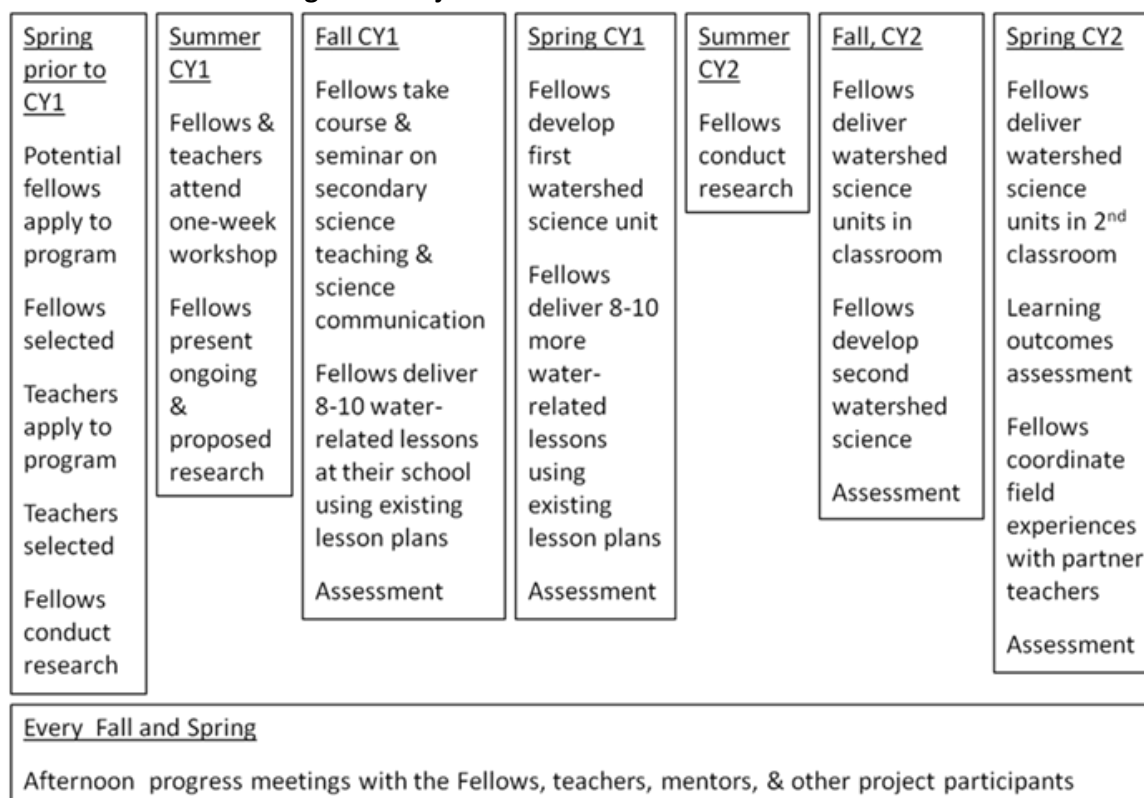 Spring
prior to
CY1
Potential
fellows
apply to
program
Fellows
selected
Teachers
apply to
program
Teachers
selected
Fellows
conduct
research
Summer
CY1
Fellows &
teachers
attend
one-week
workshop
Fellows
present
ongoing
&
proposed
research
Fall CY1
Fellows take
course &
seminar on
secondary
science
teaching &
science
communication
Fellows deliver
8-10 water-
related lessons
at their school
using existing
lesson plans
Assessment
Spring CY1
Fellows
develop
first
watershed
science unit
Fellows
deliver 8-10
more
water-
related
lessons
using
existing
lesson plans
Assessment
Summer
CY2
Fellows
conduct
research
Fall, CY2
Fellows
deliver
watershed
science
units in
classroom
Fellows
develop
second
watershed
science
Assessment
Spring CY2
Fellows
deliver
watershed
science
units in 2nd
classroom
Learning
outcomes
assessment
Fellows
coordinate
field
experiences
with partner
teachers
Assessment
Every Fall and Spring
Afternoon progress meetings with the Fellows, teachers, mentors, & other project participants